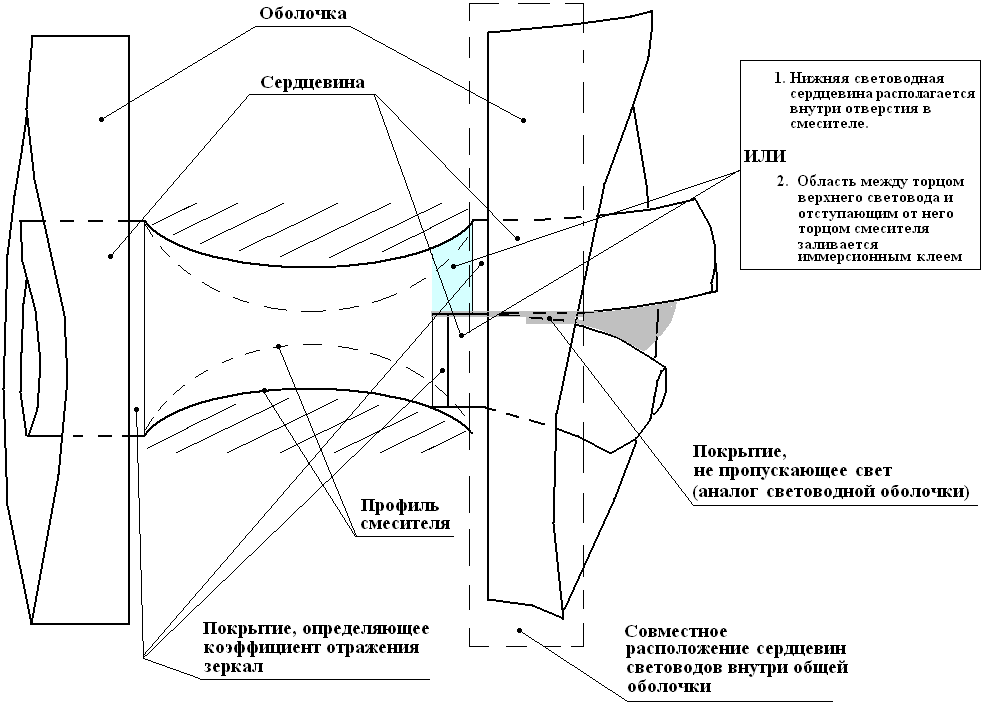 Оболочка
Сердцевина
1. Нижняя световодная
сердцевина располагается
внутри отверстия в
смесителе.
ИЛИ
2. Область между торцом
верхнего световода и
отступающим от него
торцом смесителя
заливается
иммерсионным клеем
Покрытие,
не пропускающее свет
(аналог световодной оболочки)
Профиль
смесителя
Покрытие, определяющее
коэффициент отражения
зеркал
Совместное
расположение сердцевин
световодов внутри общей
оболочки